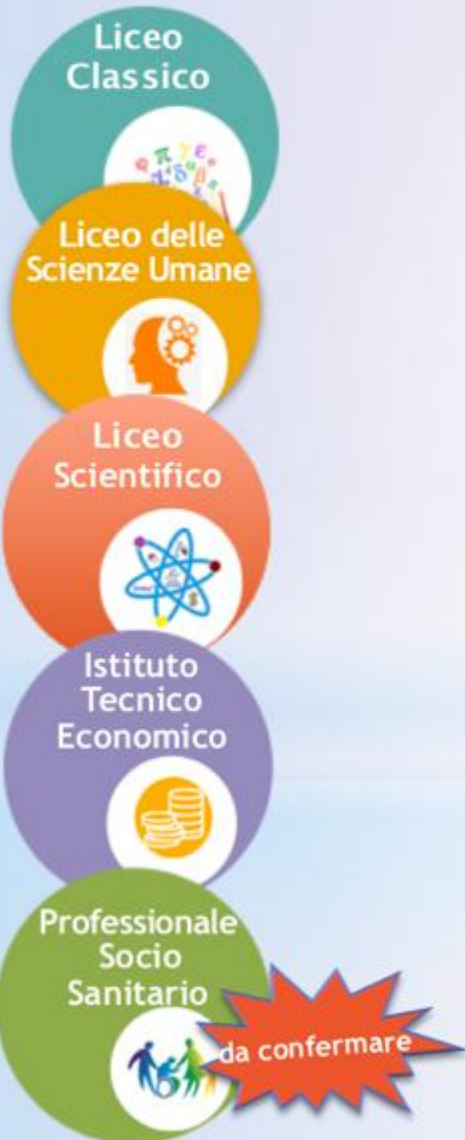 Liceo
Classico
Liceo delle
Scienze Umane
Liceo
Scientifico
Istituto
Tecnico
Economico
Professionale
Socio
Sanitario
da confermare